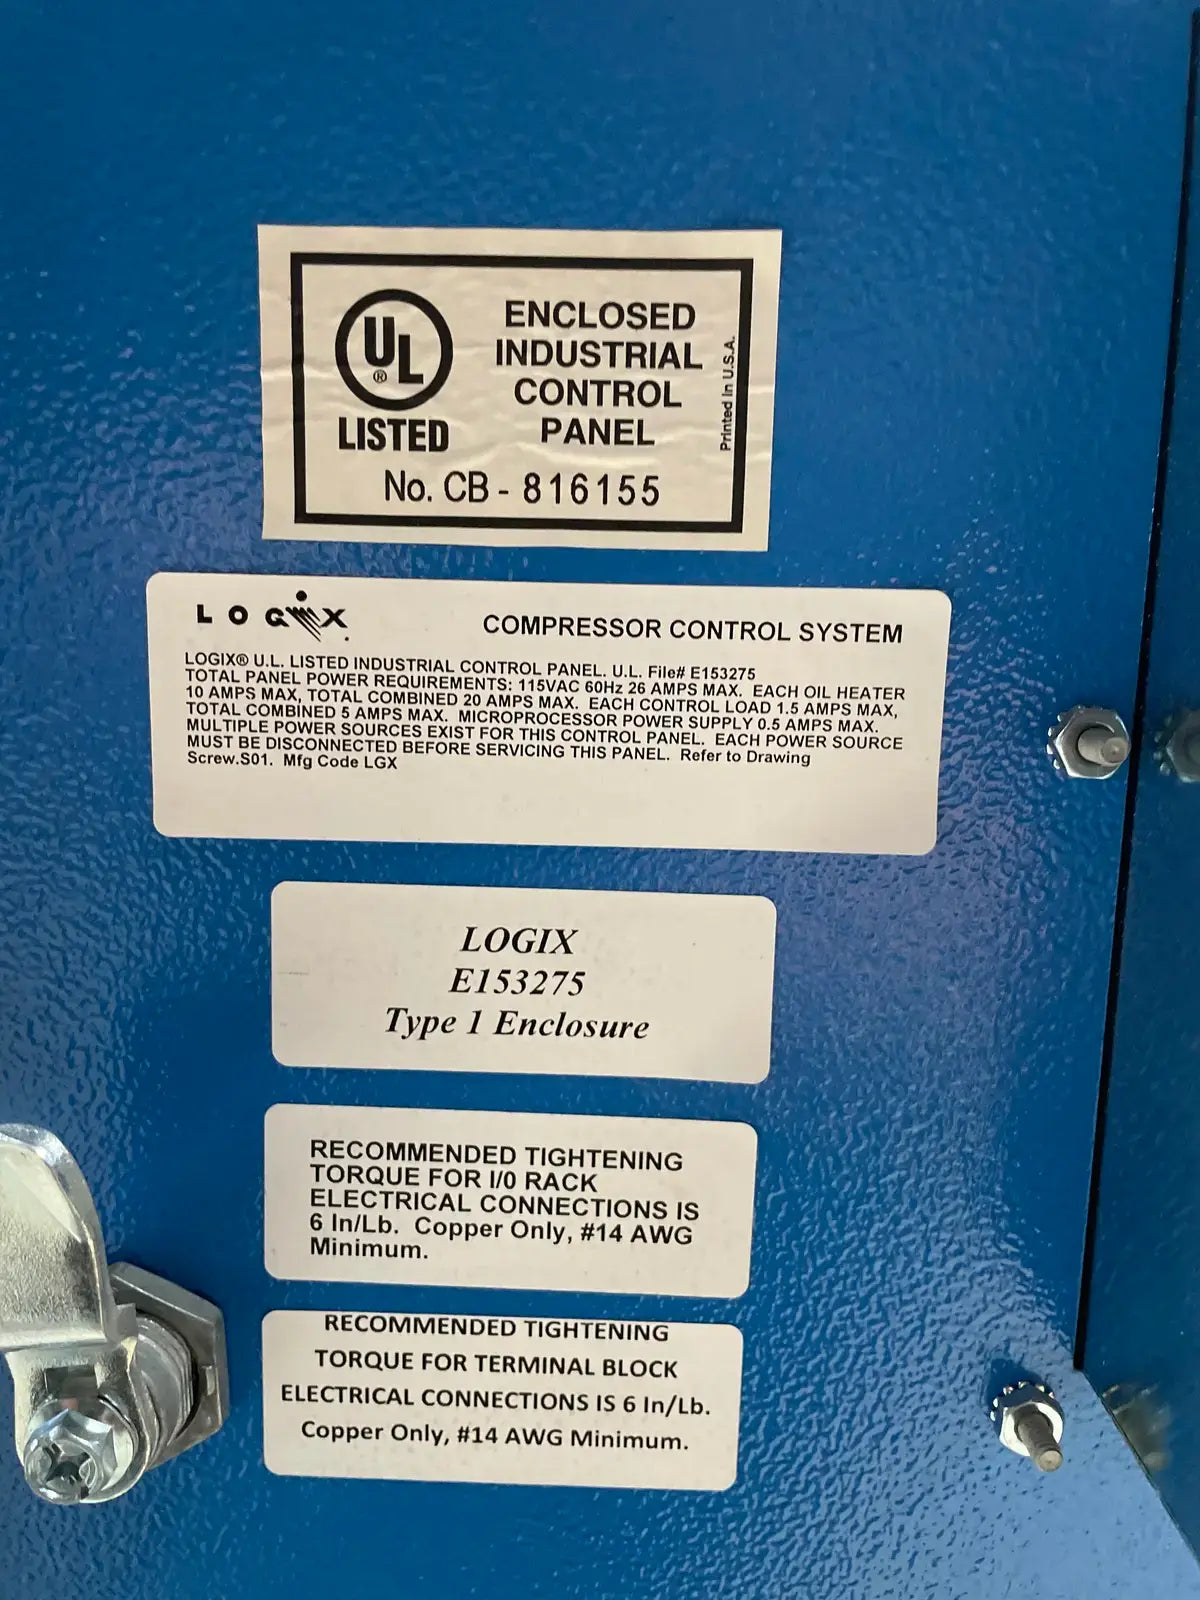 UL
®
LISTED
ENCLOSED
INDUSTRIAL
CONTROL
PANEL
Printed in U.S.A.
No. CB - 816155
LOGIX.
COMPRESSOR CONTROL SYSTEM
LOGIX® U.L. LISTED INDUSTRIAL CONTROL PANEL. U.L. File# E153275
TOTAL PANEL POWER REQUIREMENTS: 115VAC 60Hz 26 AMPS MAX. EACH OIL HEATER
10 AMPS MAX, TOTAL COMBINED 20 AMPS MAX. EACH CONTROL LOAD 1.5 AMPS MAX,
TOTAL COMBINED 5 AMPS MAX. MICROPROCESSOR POWER SUPPLY 0.5 AMPS MAX.
MULTIPLE POWER SOURCES EXIST FOR THIS CONTROL PANEL. EACH POWER SOURCE
MUST BE DISCONNECTED BEFORE SERVICING THIS PANEL. Refer to Drawing
Screw.S01. Mfg Code LGX
LOGIX
E153275
Type 1 Enclosure
RECOMMENDED TIGHTENING
TORQUE FOR I/0 RACK
ELECTRICAL CONNECTIONS IS
6 In/Lb. Copper Only, #14 AWG
Minimum.
RECOMMENDED TIGHTENING
TORQUE FOR TERMINAL BLOCK
ELECTRICAL CONNECTIONS IS 6 In/Lb.
Copper Only, #14 AWG Minimum.